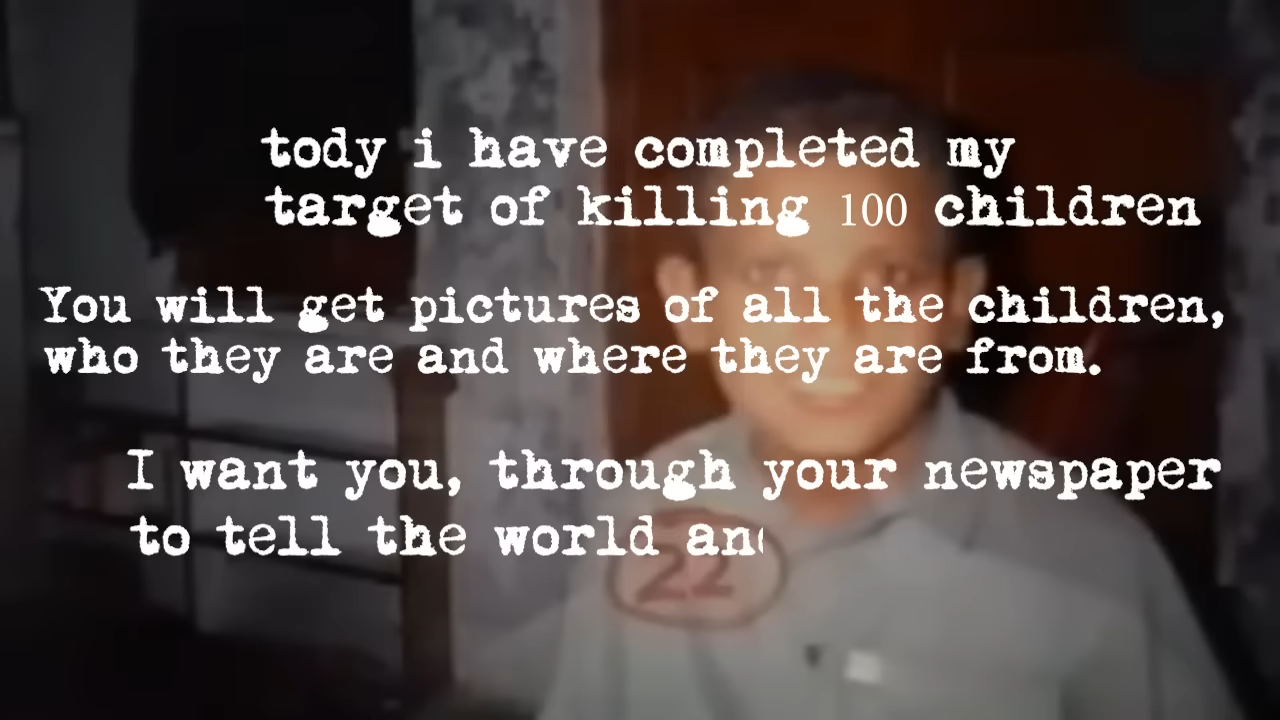 tody i have completed my
target of killing 100 children
You will get pictures of all the children,
who they are and where they are from.
I want you, through your newspaper
to tell the world and
22